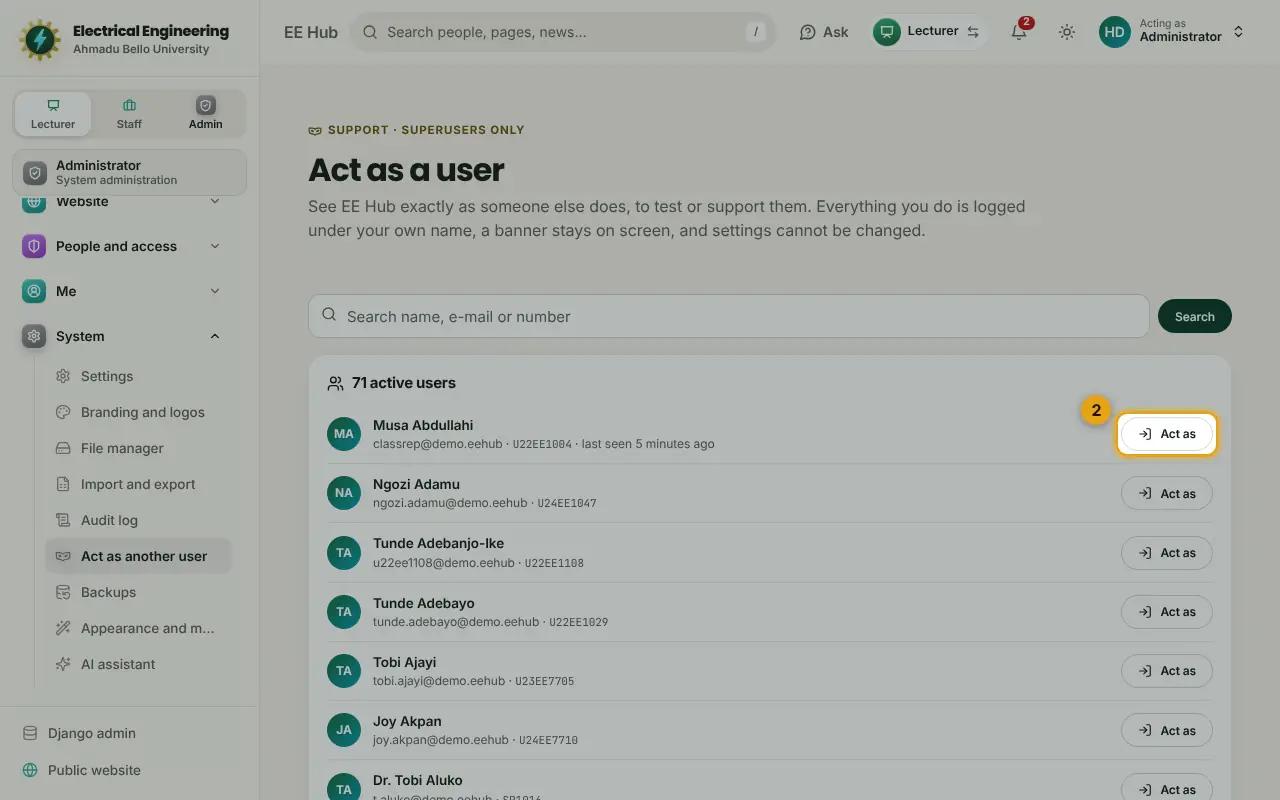 Electrical Engineering
Ahmadu Bello University
EE Hub
Search people, pages, news...
/
Ask
Lecturer
2
HD
Acting as
Administrator
Lecturer
Staff
Admin
Administrator
System administration
Website
People and access
Me
System
Settings
Branding and logos
File manager
Import and export
Audit log
Act as another user
Backups
Appearance and m...
AI assistant
Django admin
Public website
SUPPORT · SUPERUSERS ONLY
Act as a user
See EE Hub exactly as someone else does, to test or support them. Everything you do is logged
under your own name, a banner stays on screen, and settings cannot be changed.
Search name, e-mail or number
Search
71 active users
2
MA
Musa Abdullahi
classrep@demo.eehub · U22EE1004 · last seen 5 minutes ago
Act as
NA
Ngozi Adamu
ngozi.adamu@demo.eehub · U24EE1047
Act as
TA
Tunde Adebanjo-Ike
u22ee1108@demo.eehub · U22EE1108
Act as
TA
Tunde Adebayo
tunde.adebayo@demo.eehub · U22EE1029
Act as
TA
Tobi Ajayi
tobi.ajayi@demo.eehub · U23EE7705
Act as
JA
Joy Akpan
joy.akpan@demo.eehub · U24EE7710
Act as
TA
Dr. Tobi Aluko
t.aluko@demo.eehub · SP1016
Act as